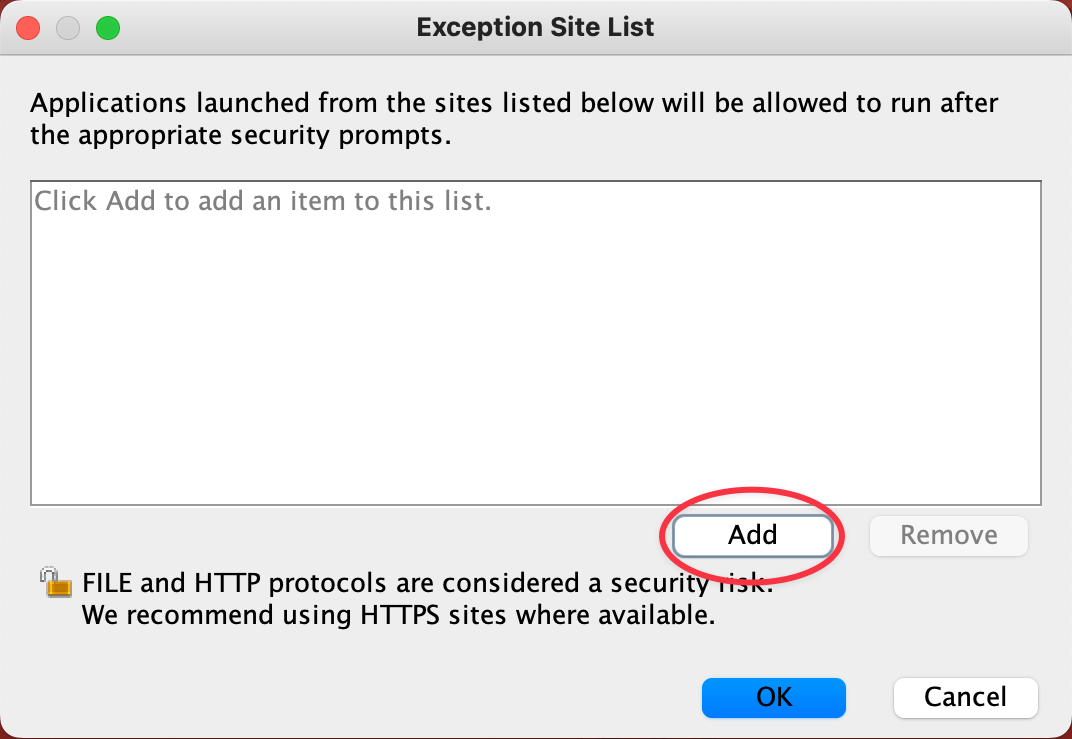 Exception Site List
Applications launched from the sites listed below will be allowed to run after
the appropriate security prompts.
Click Add to add an item to this list.
Add
Remove
FILE and HTTP protocols are considered a security risk.
We recommend using HTTPS sites where available.
OK
Cancel